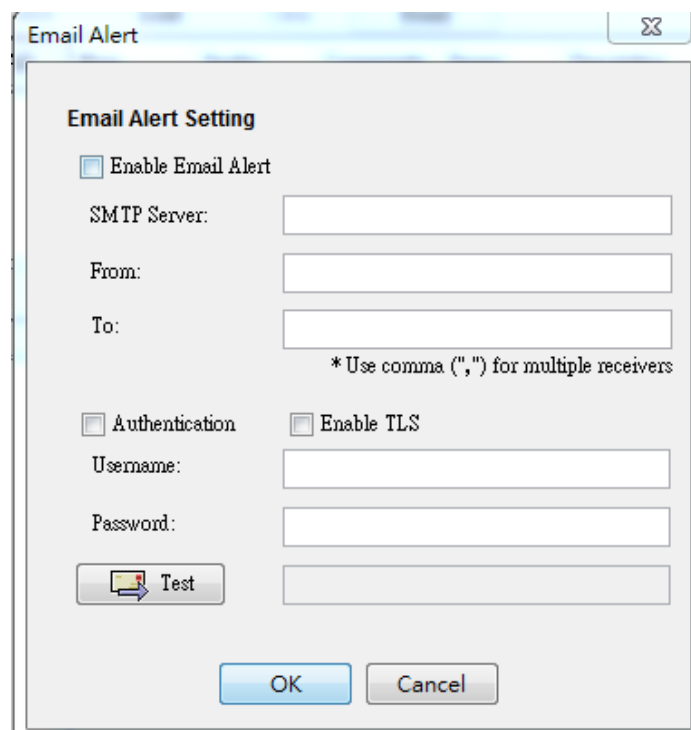 Email Alert
Email Alert Setting
Enable Email Alert
SMTP Server:
From:
To:
* Use comma (",") for multiple receivers
Authentication Enable TLS
Username:
Password:
Test
OK Cancel